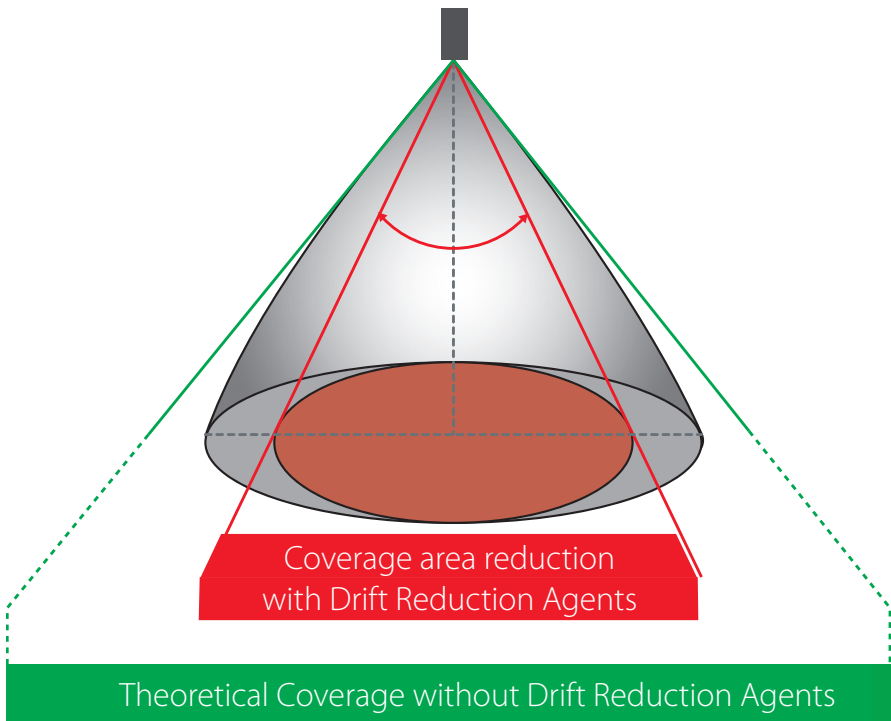 Coverage area reduction
with Drift Reduction Agents
Theoretical Coverage without Drift Reduction Agents